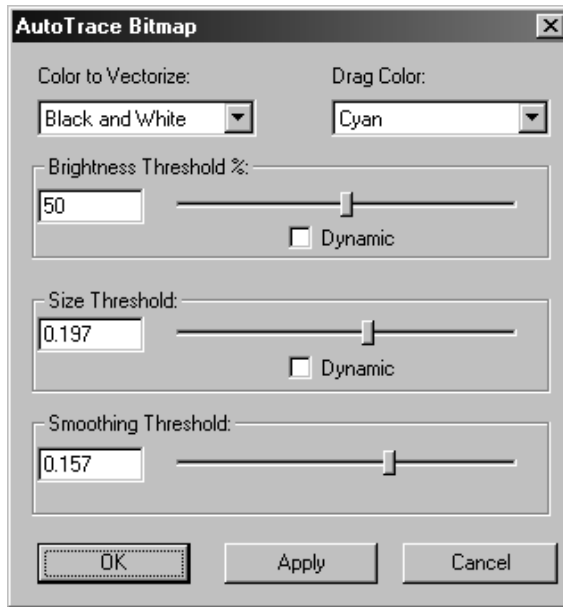 AutoTrace Bitmap
Color to Vectorize: Drag Color:
Black and White Cyan
Brightness Threshold %:
50
Dynamic
Size Threshold:
0.197
Dynamic
Smoothing Threshold:
0.157
OK Apply Cancel